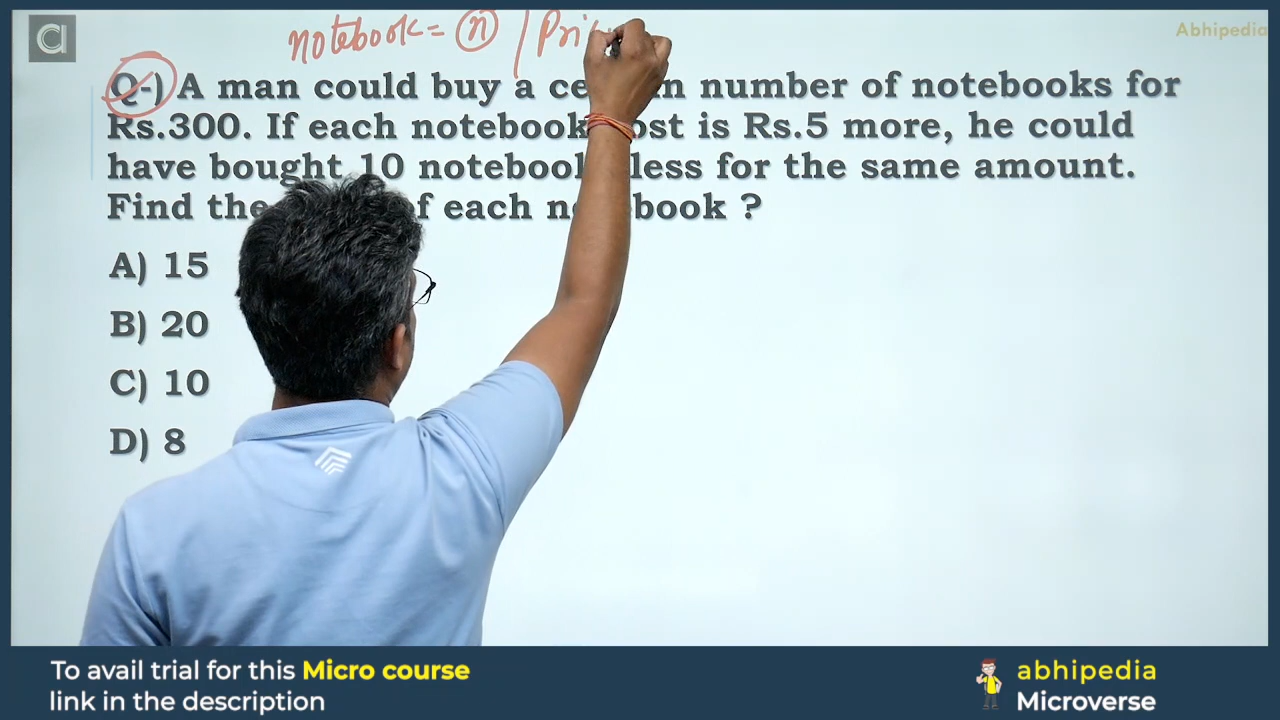 notebook = n | Pri
Abhipedia
Q-) A man could buy a ce n number of notebooks for
Rs.300. If each notebook ost is Rs.5 more, he could
have bought 10 notebook less for the same amount.
Find the f each no book ?
A) 15
B) 20
C) 10
D) 8
To avail trial for this Micro course
link in the description
abhipedia
Microverse